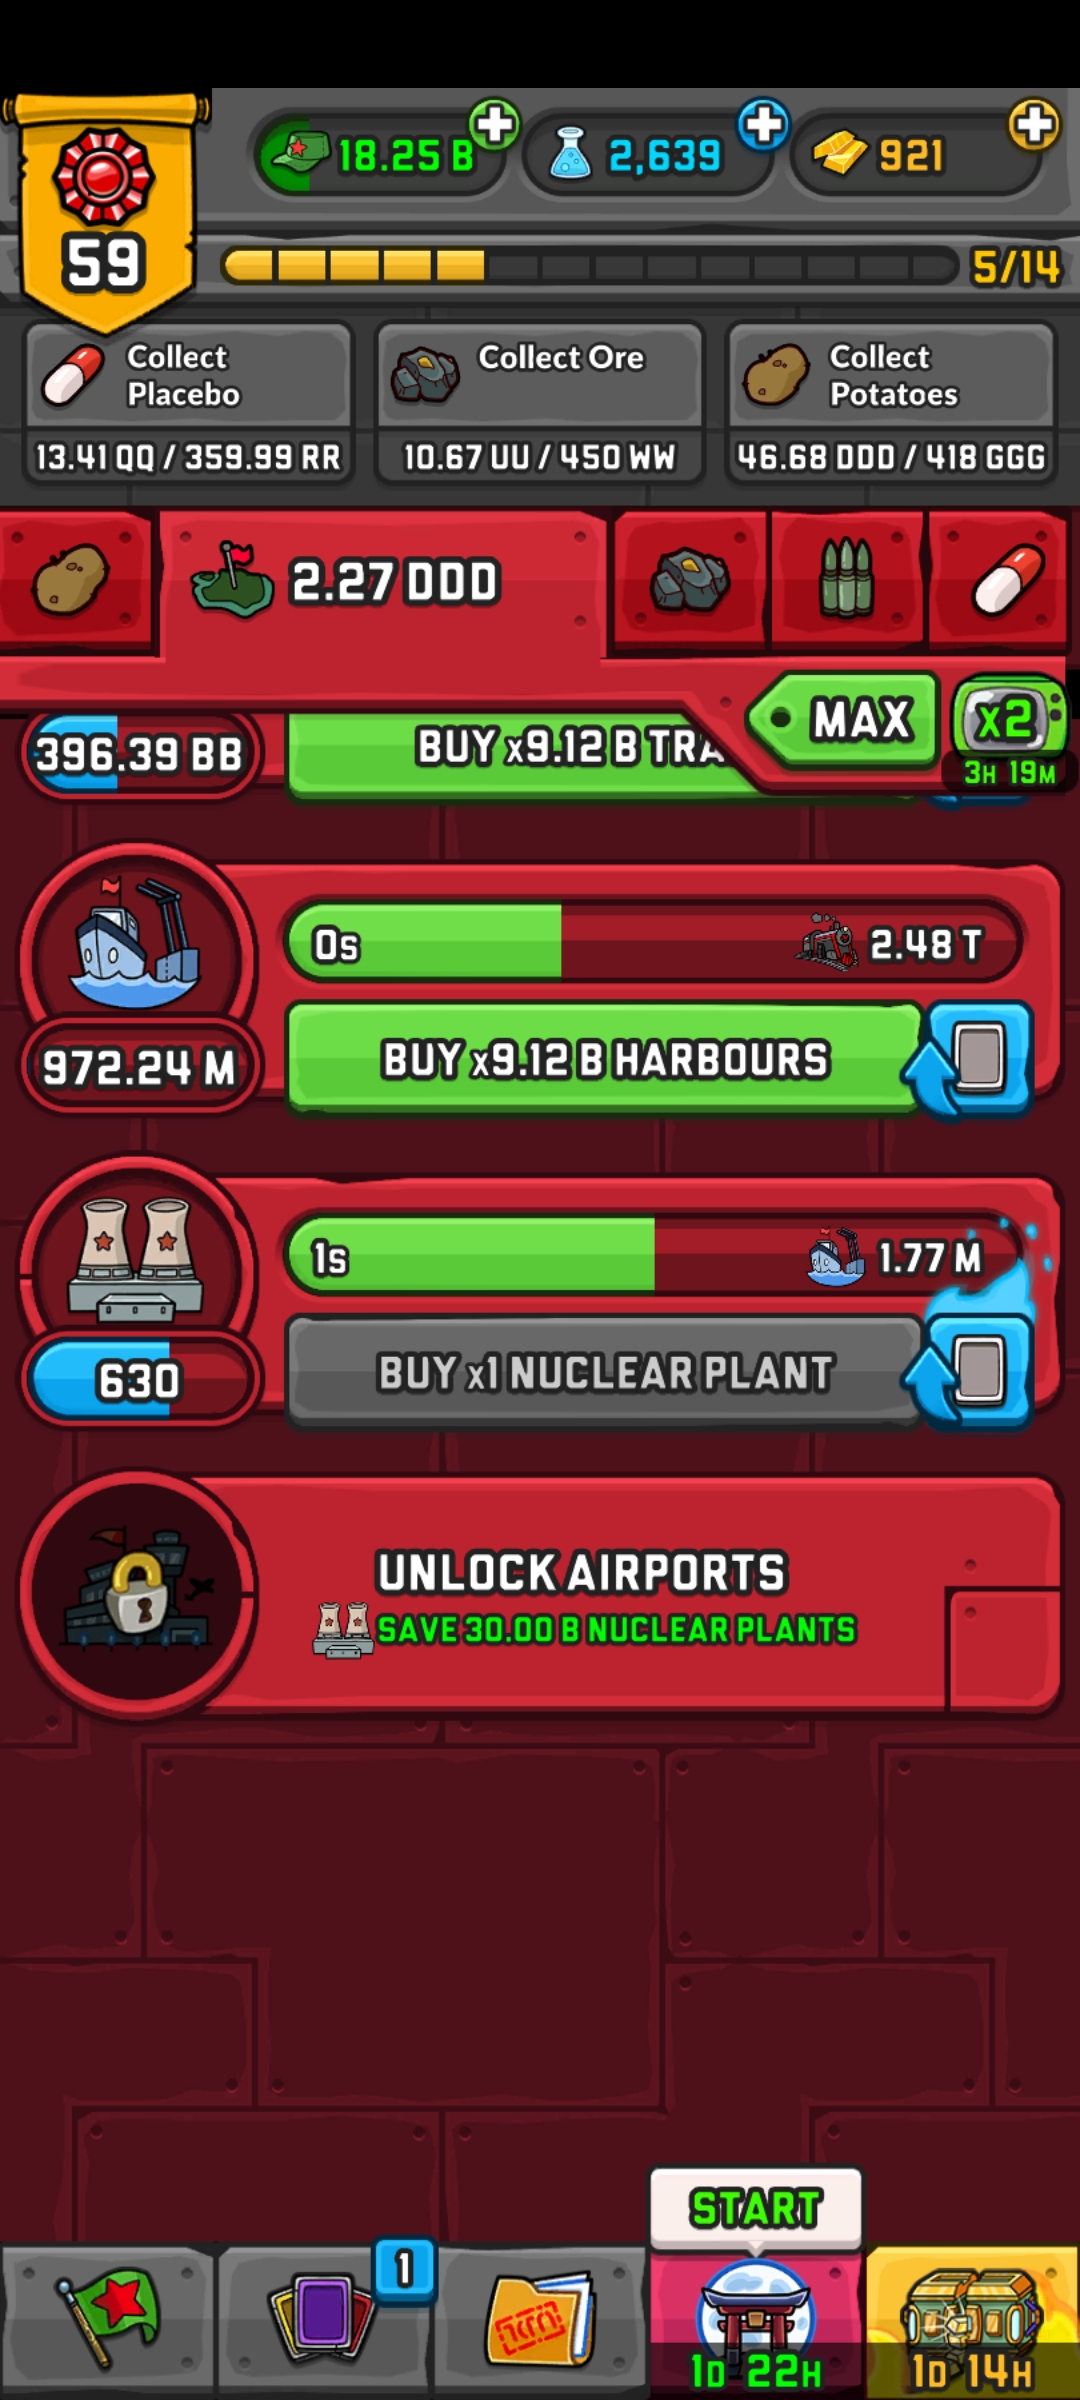 59
18.25 B
2,639
921
5/14
Collect
Placebo
13.41 QQ / 359.99 RR
Collect Ore
10.67 UU / 450 WW
Collect
Potatoes
46.68 DDD / 418 GGG
2.27 DDD
MAX
x2
3H 19M
396.39 BB
BUY x9.12 B TRA
0s
2.48 T
972.24 M
BUY x9.12 B HARBOURS
1s
1.77 M
630
BUY x1 NUCLEAR PLANT
UNLOCK AIRPORTS
SAVE 30.00 B NUCLEAR PLANTS
START
1
1D 22H
1D 14H